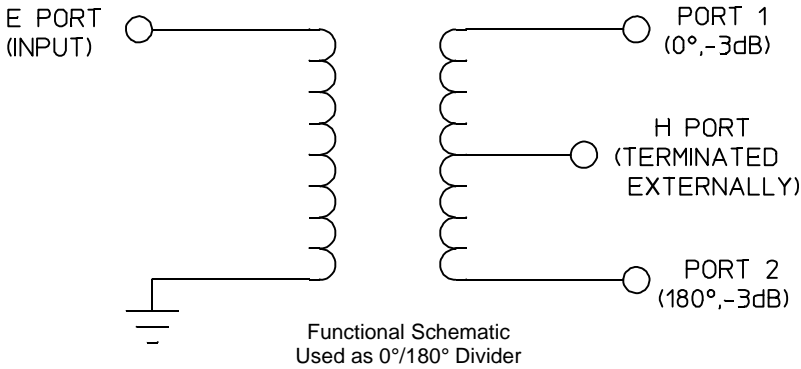 E PORT
(INPUT)
PORT 1
(0°,-3dB)
H PORT
(TERMINATED
EXTERNALLY)
PORT 2
(180°,-3dB)
Functional Schematic
Used as 0°/180° Divider